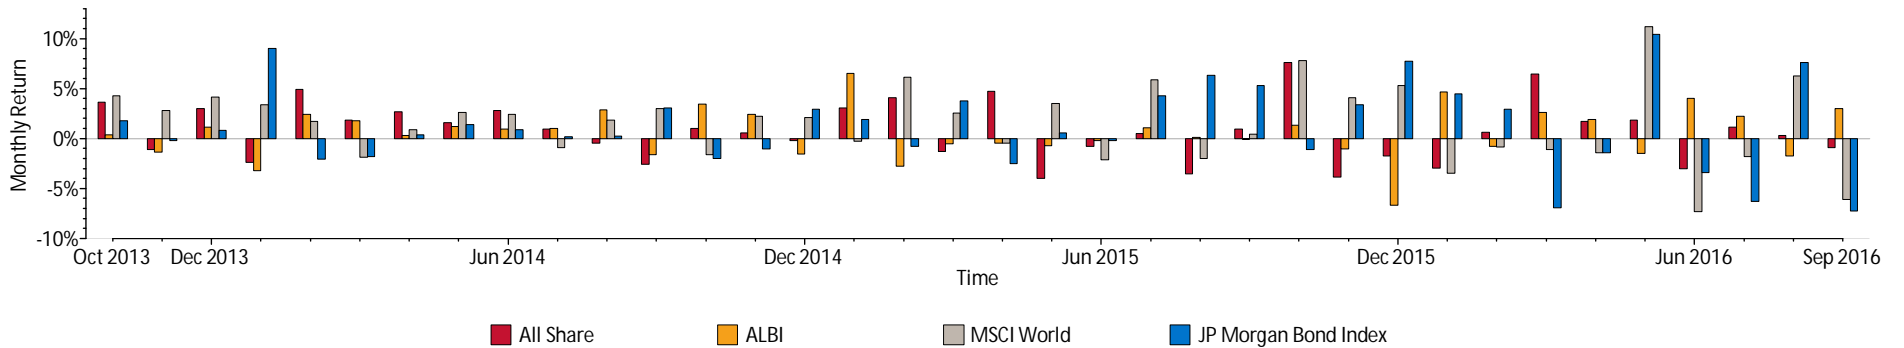 Monthly Return
10%
5%
0%
-5%
-10%
Oct 2013 Dec 2013 Jun 2014 Dec 2014 Jun 2015 Dec 2015 Jun 2016 Sep 2016
Time
All Share ALBI MSCI World JP Morgan Bond Index